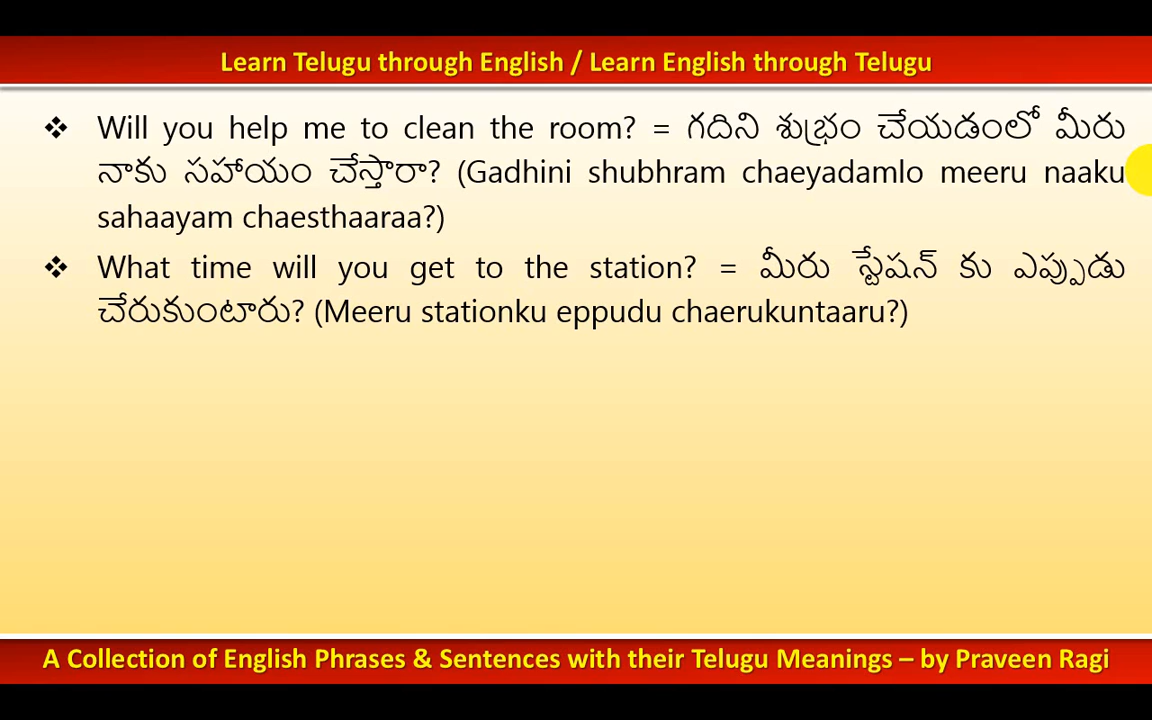 Learn Telugu through English / Learn English through Telugu
❖ Will you help me to clean the room? = గదిని శుభ్రం చేయడంలో మీరు
నాకు సహాయం చేస్తారా? (Gadhini shubhram chaeyadamlo meeru naaku
sahaayam chaesthaaraa?)
❖ What time will you get to the station? = మీరు స్టేషన్ కు ఎప్పుడు
చేరుకుంటారు? (Meeru stationku eppudu chaerukuntaaru?)
A Collection of English Phrases & Sentences with their Telugu Meanings – by Praveen Ragi